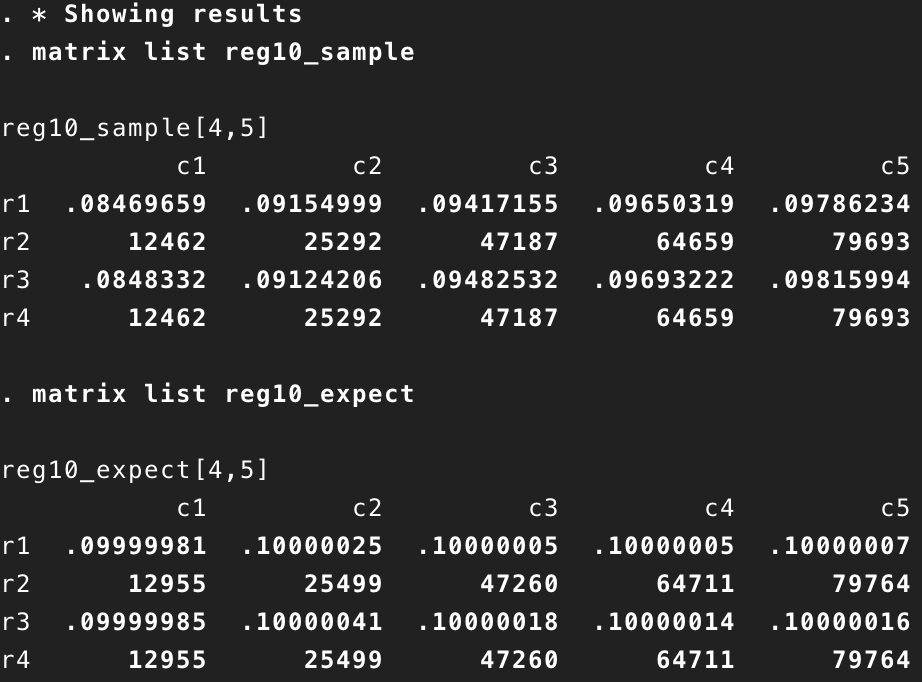 . * Showing results
. matrix list reg10_sample
reg10_sample[4,5]
c1 c2 c3 c4 c5
r1 .08469659 .09154999 .09417155 .09650319 .09786234
r2 12462 25292 47187 64659 79693
r3 .0848332 .09124206 .09482532 .09693222 .09815994
r4 12462 25292 47187 64659 79693
. matrix list reg10_expect
reg10_expect[4,5]
c1 c2 c3 c4 c5
r1 .09999981 .10000025 .10000005 .10000005 .10000007
r2 12955 25499 47260 64711 79764
r3 .09999985 .10000041 .10000018 .10000014 .10000016
r4 12955 25499 47260 64711 79764